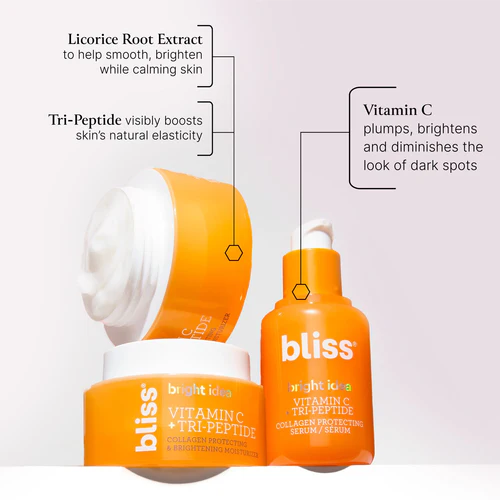 Licorice Root Extract
to help smooth, brighten
while calming skin
Tri-Peptide visibly boosts
skin's natural elasticity
Vitamin C
plumps, brightens
and diminishes the
look of dark spots
bliss
bright idea
VITAMIN C
+ TRI-PEPTIDE
COLLAGEN PROTECTING
& BRIGHTENING MOISTURIZER
bliss
bright idea
VITAMIN C
+ TRI-PEPTIDE
COLLAGEN PROTECTING
SERUM / SERUM